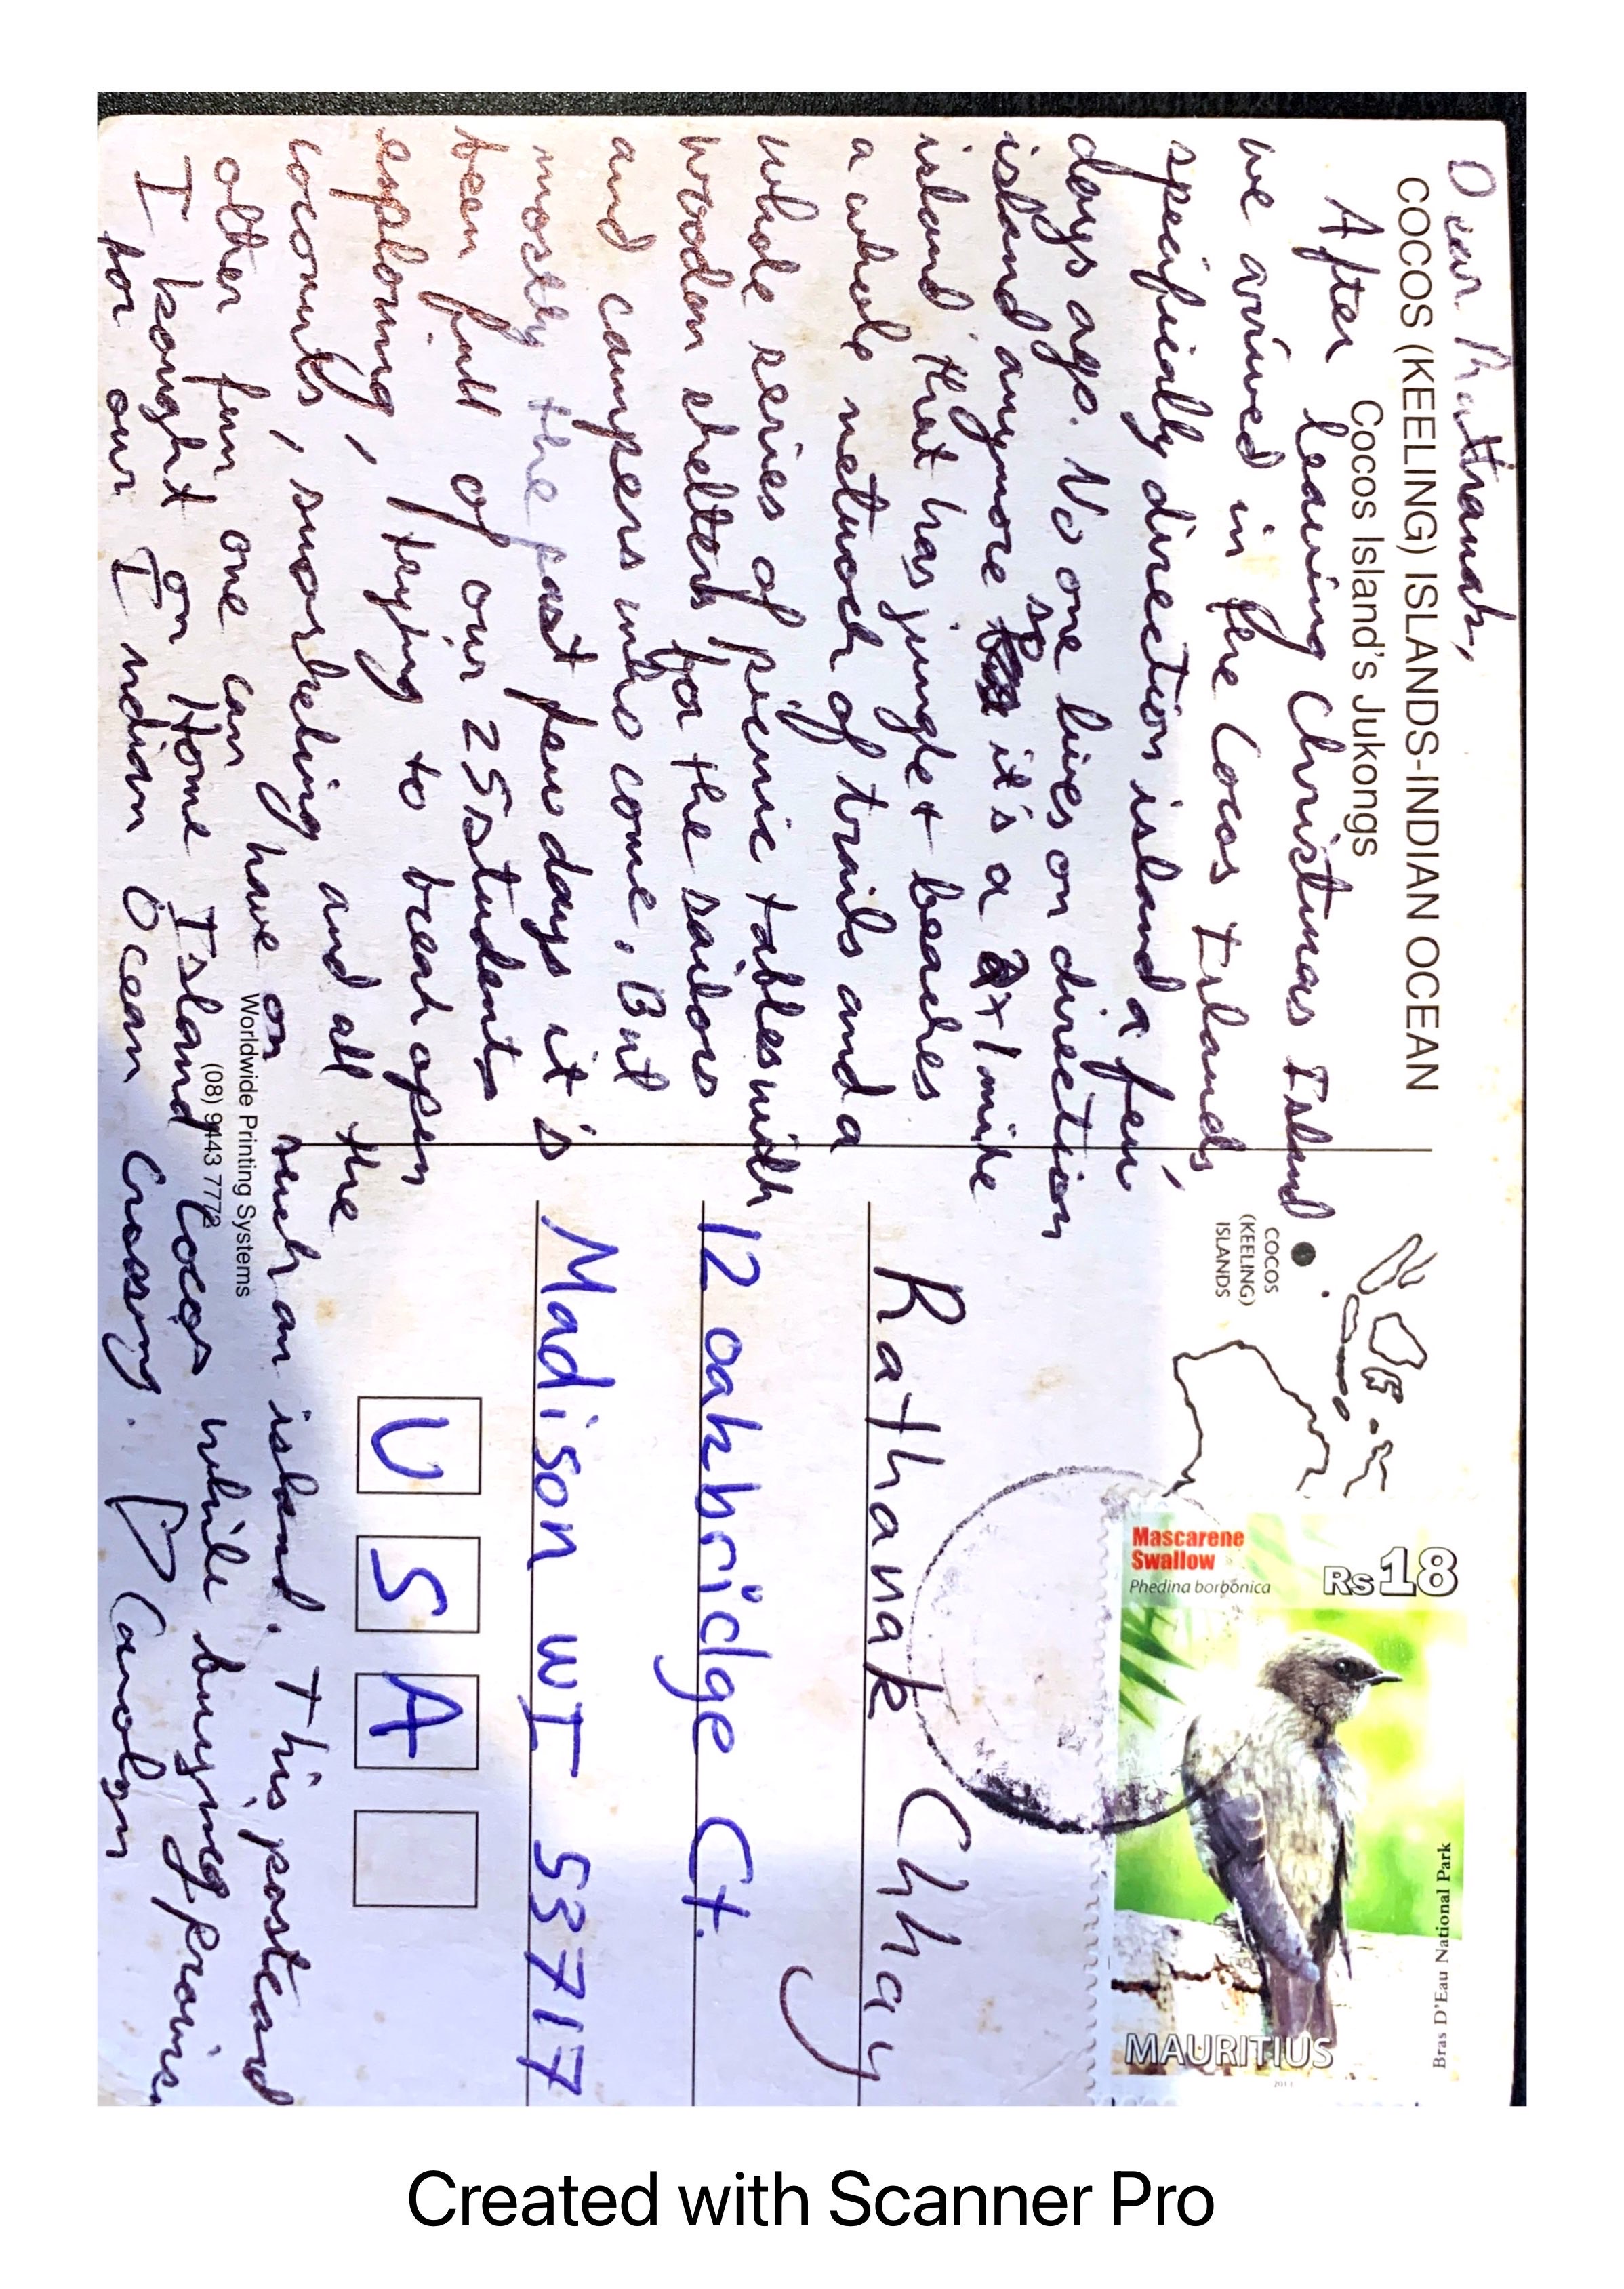 COCOS (KEELING) ISLANDS-INDIAN OCEAN
Cocos Island's Jukongs
Dear Rathanak,
After leaving Christmas Island
we arrived in the Cocos Islands,
specifically direction island a few
days ago. No one lives on direction
island anymore so it's a 2x1 mile
island that has jungle + beaches
a whole network of trails and a
whole series of picnic tables with
wooden shelters for the sailors
and campers who come. But
mostly the past few days it is
been full of our 25 students
exploring, trying to break open
coconuts, snorkeling and all the
other fun one can have on such an island. This postcard
I bought on Home Island Cocos while buying provisions
for our Indian Ocean Crossing.
Carolyn
Worldwide Printing Systems
(08) 9443 7772
COCOS
(KEELING)
ISLANDS
Mascarene
Swallow
Phedina borbonica
Rs18
Bras D'Eau National Park
MAURITIUS
Rathanak Chhay
12 oakbridge Ct.
Madison WI 53717
U S A
Created with Scanner Pro